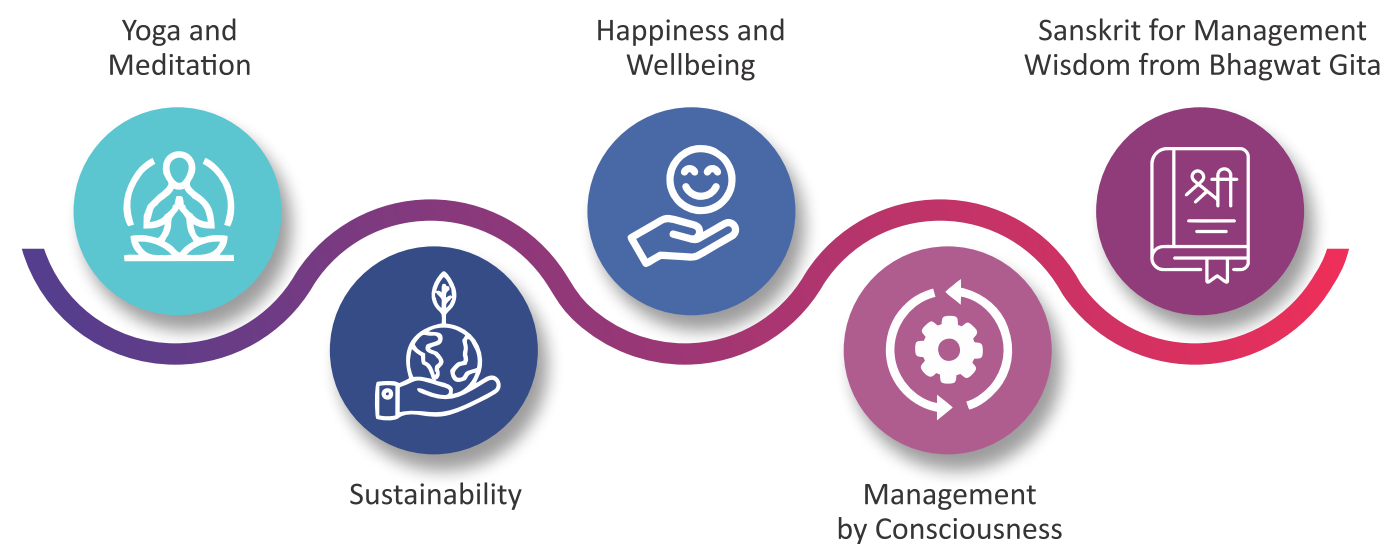 Yoga and
Meditation
Sustainability
Happiness and
Wellbeing
Management
by Consciousness
Sanskrit for Management
Wisdom from Bhagwat Gita
श्री